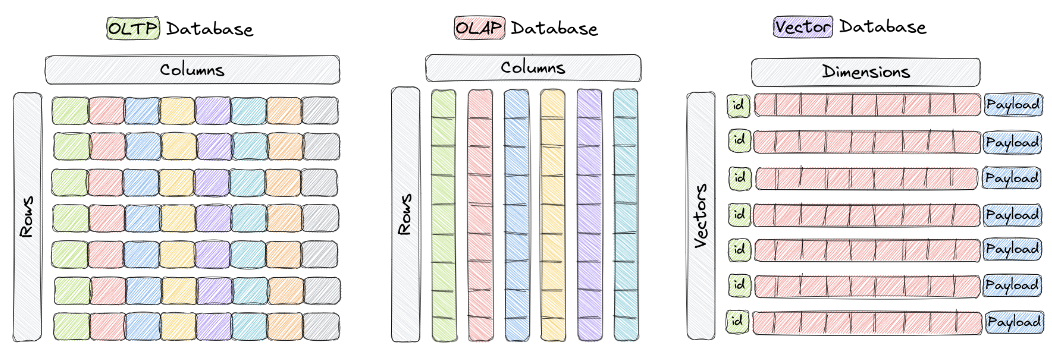 OLTP Database
Columns
Rows
OLAP Database
Columns
Rows
Vector Database
Dimensions
Vectors
id Payload
id Payload
id Payload
id Payload
id Payload
id Payload
id Payload